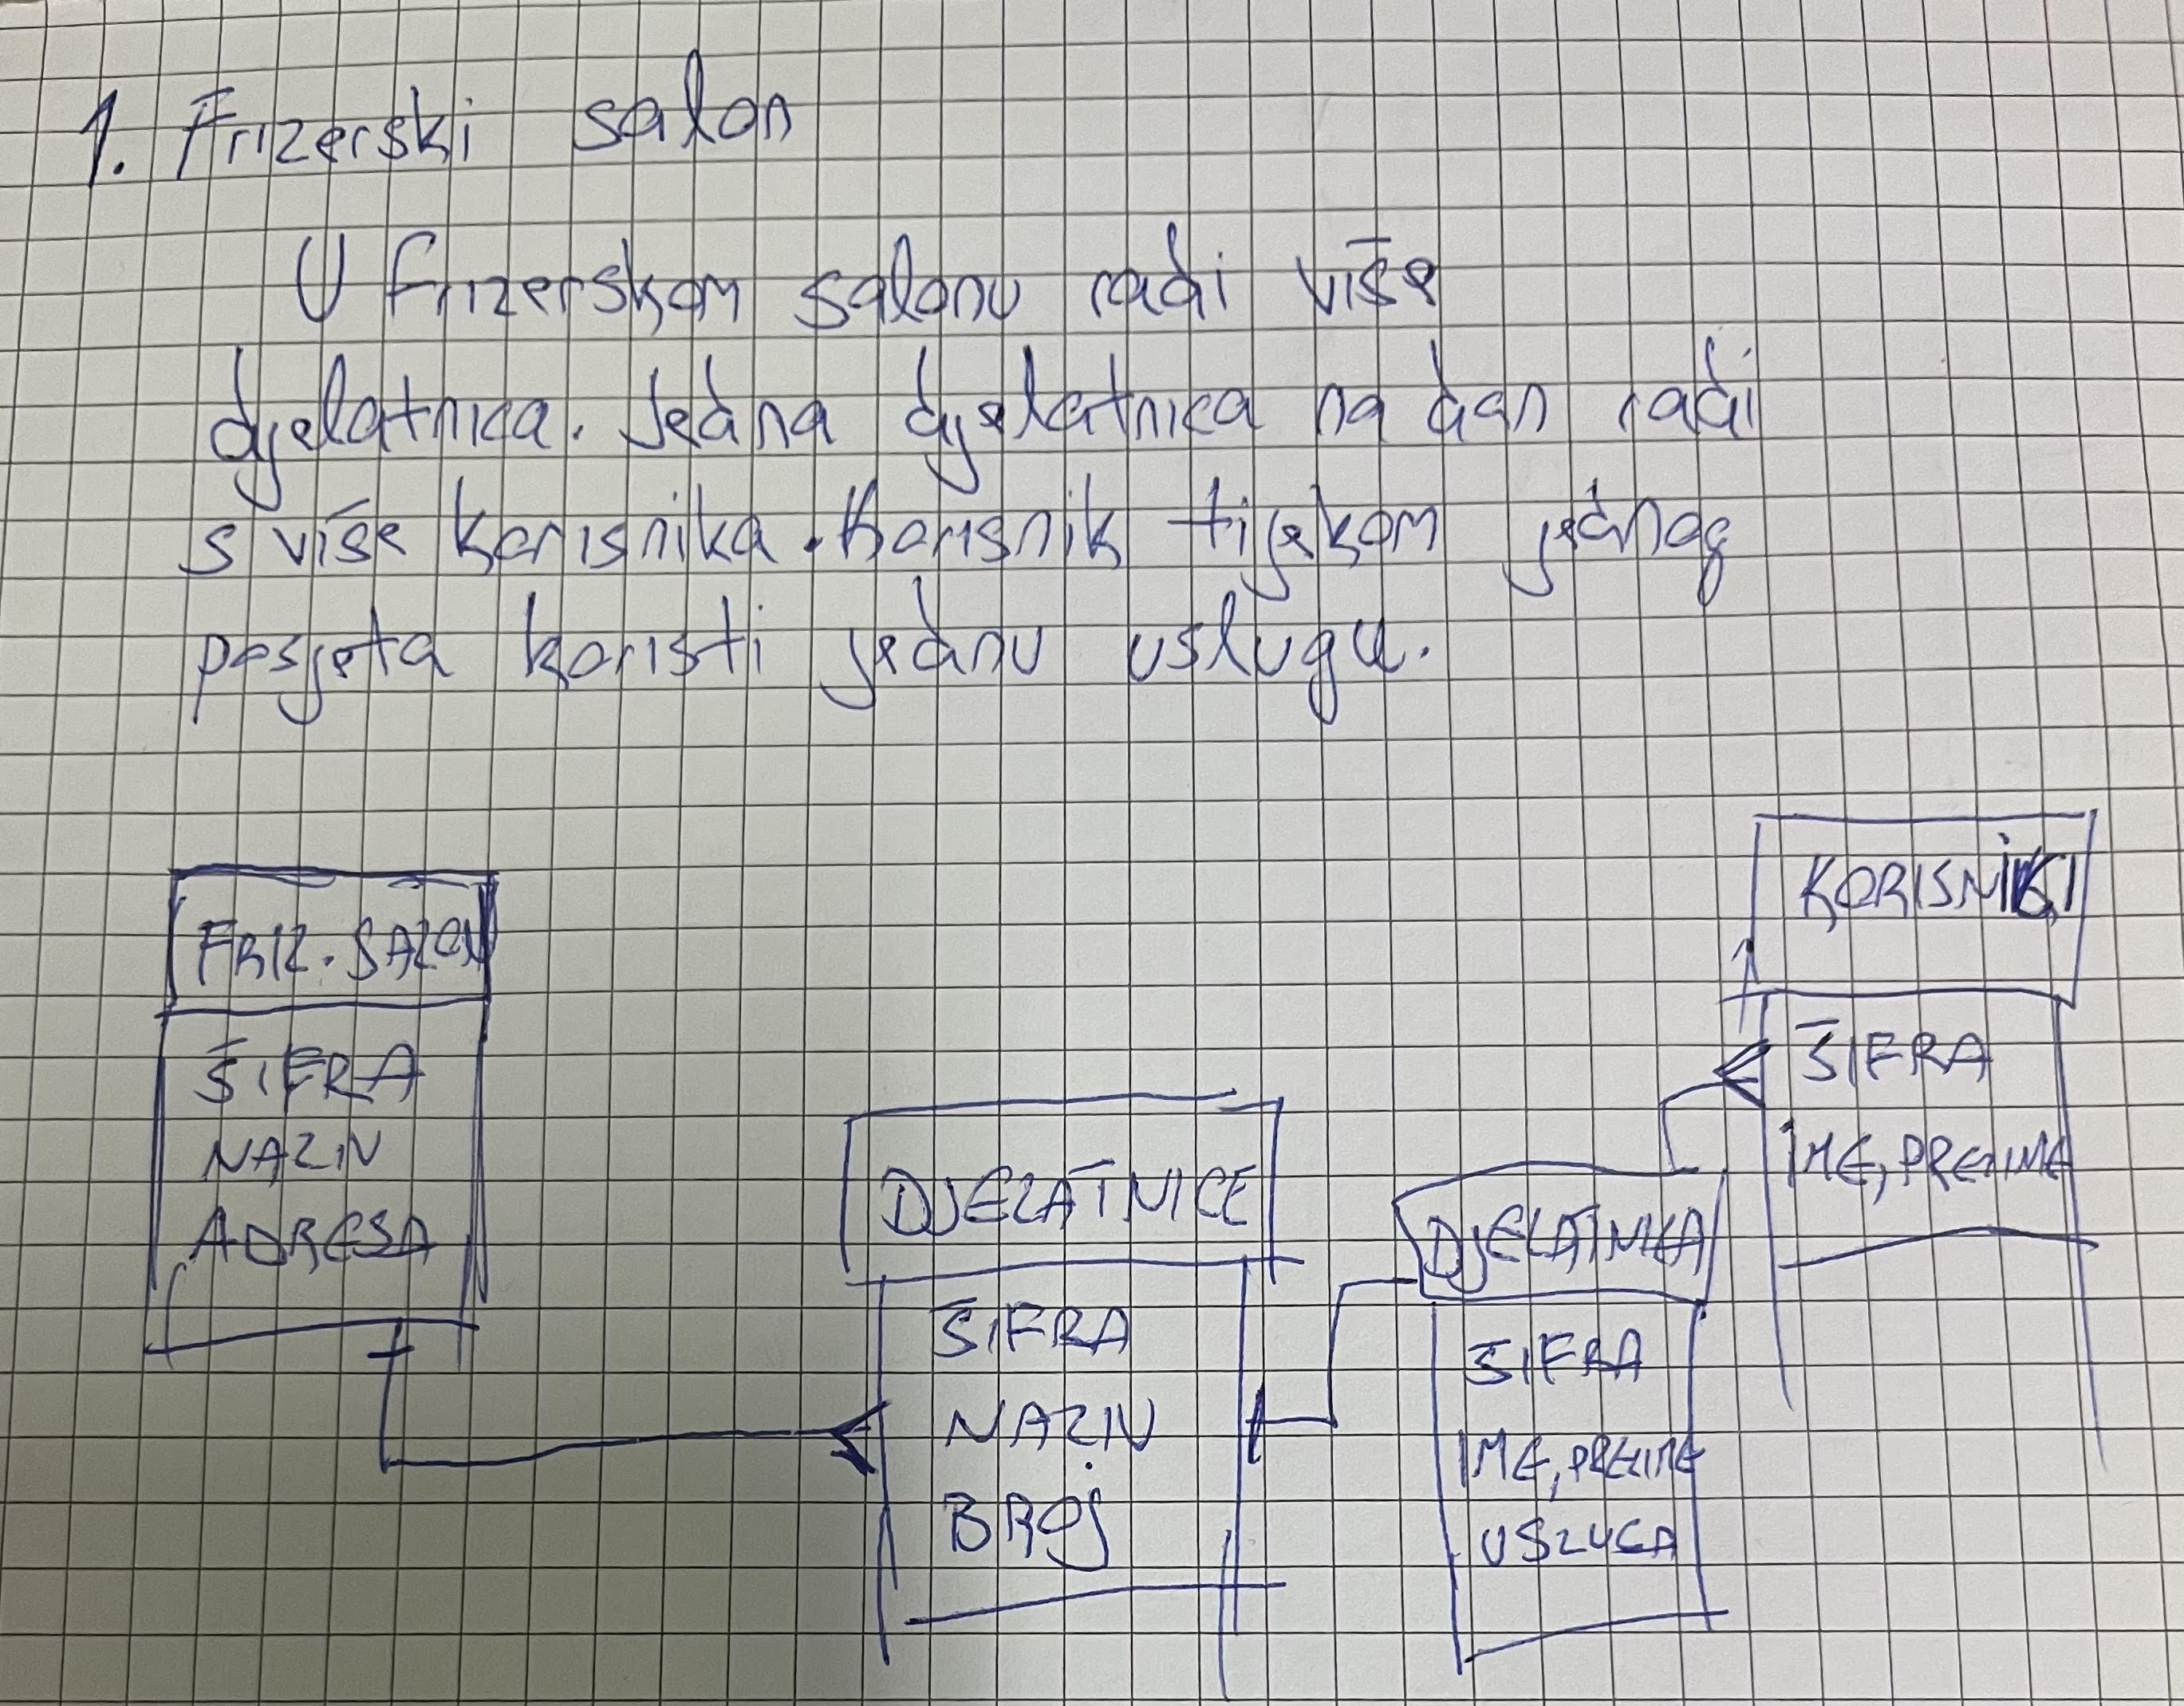 1. Frizerski salon
U frizerskom salonu radi više
djelatnica. Jedna djelatnica na dan radi
s više korisnika. Korisnik tijekom jednog
posjeta koristi jednu uslugu.
FRIZ. SALON
ŠIFRA
NAZIV
ADRESA
DJELATNICE
ŠIFRA
NAZIV
BROJ
DJELATNICA
ŠIFRA
IME, PREZIME
USLUGA
KORISNIKI
ŠIFRA
IME, PREZIME